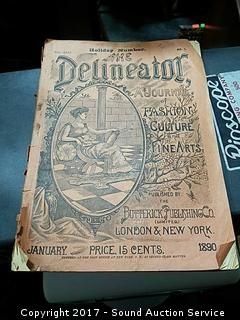 Holiday Number.
THE
Delineator,
A JOURNAL
OF
FASHION
CULTURE
AND
FINE ARTS.
PUBLISHED BY
THE
BUTTERICK PUBLISHING CO.
(LIMITED)
LONDON & NEW YORK.
JANUARY. PRICE, 15 CENTS. 1890
Copyright 2017 - Sound Auction Service